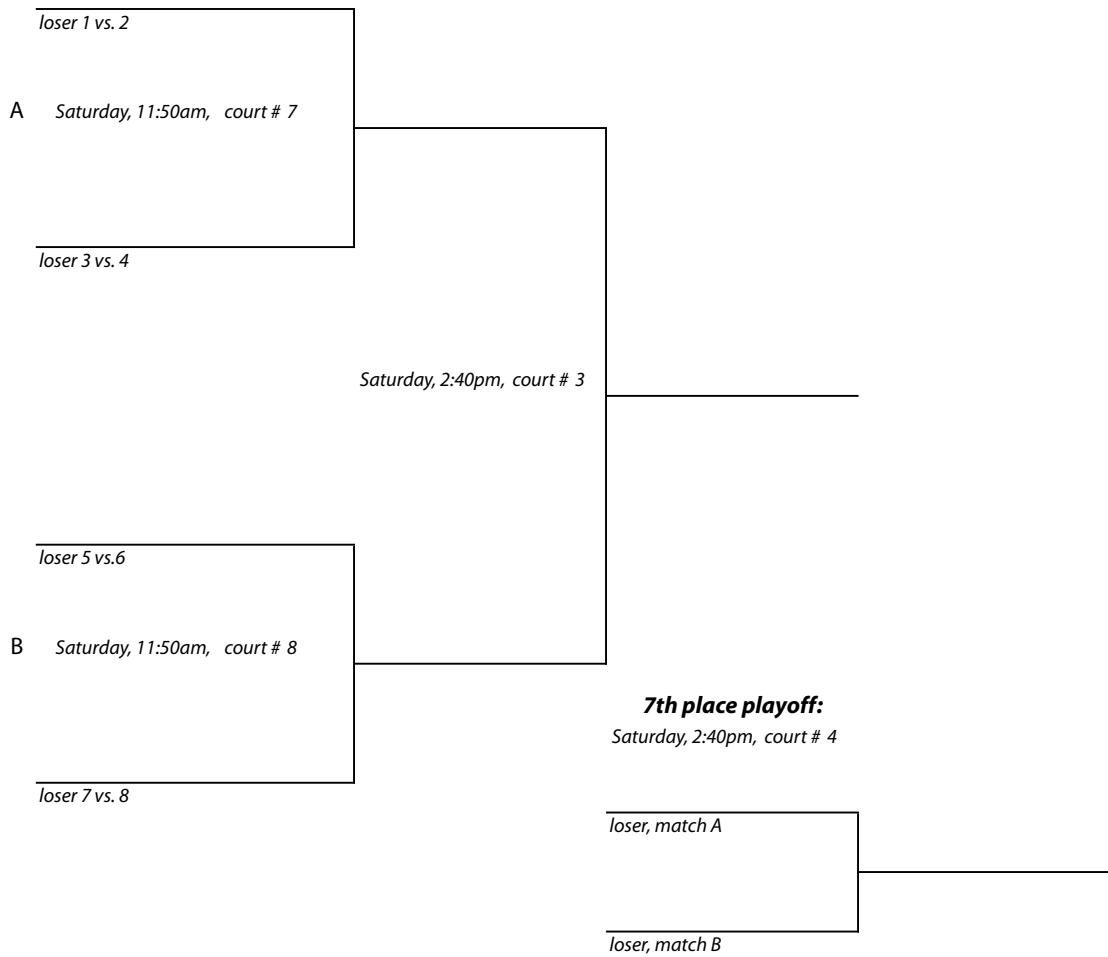 loser 1 vs. 2
A Saturday, 11:50am, court # 7
loser 3 vs. 4
Saturday, 2:40pm, court # 3
loser 5 vs.6
B Saturday, 11:50am, court # 8
7th place playoff:
Saturday, 2:40pm, court # 4
loser 7 vs. 8
loser, match A
loser, match B